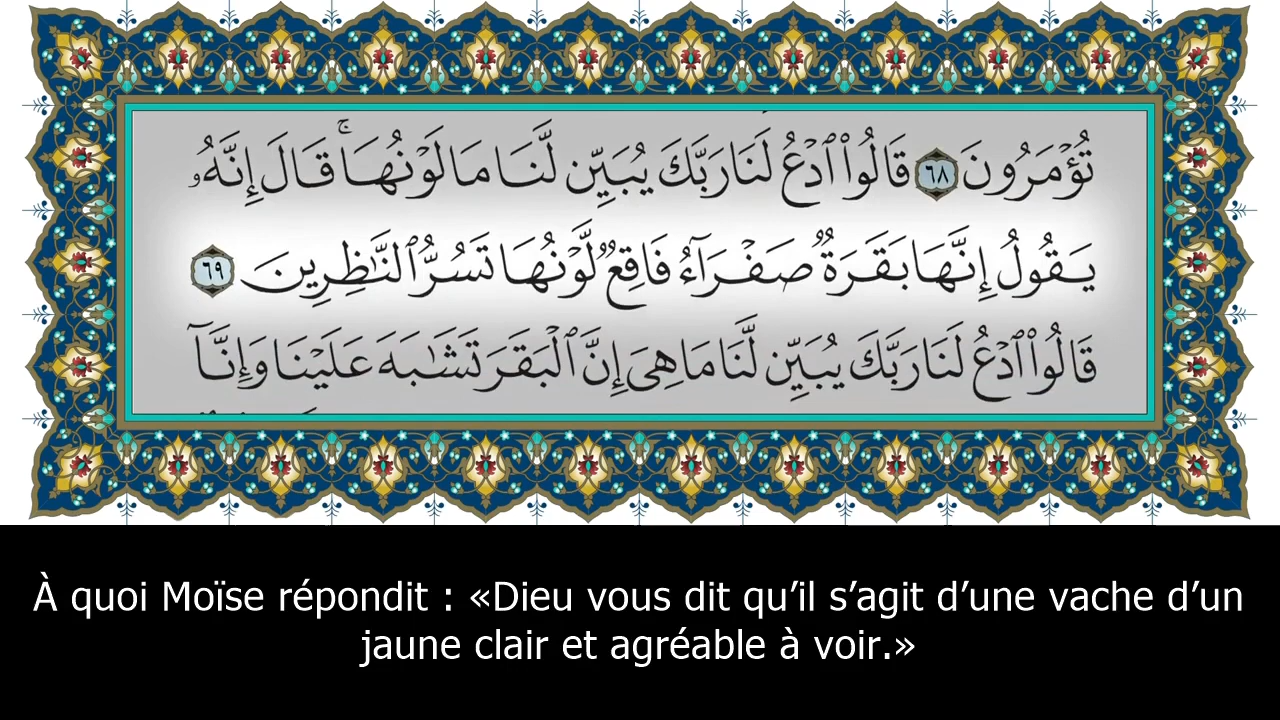 تُؤْمَرُونَ ٦٨ قَالُوا۟ ٱدْعُ لَنَا رَبَّكَ يُبَيِّن لَّنَا مَا لَوْنُهَا ۚ قَالَ إِنَّهُۥ
يَقُولُ إِنَّهَا بَقَرَةٌ صَفْرَآءُ فَاقِعٌ لَّوْنُهَا تَسُرُّ ٱلنَّـٰظِرِينَ ٦٩
قَالُوا۟ ٱدْعُ لَنَا رَبَّكَ يُبَيِّن لَّنَا مَا هِىَ إِنَّ ٱلْبَقَرَ تَشَـٰبَهَ عَلَيْنَا وَإِنَّآ
À quoi Moïse répondit : «Dieu vous dit qu’il s’agit d’une vache d’un
jaune clair et agréable à voir.»